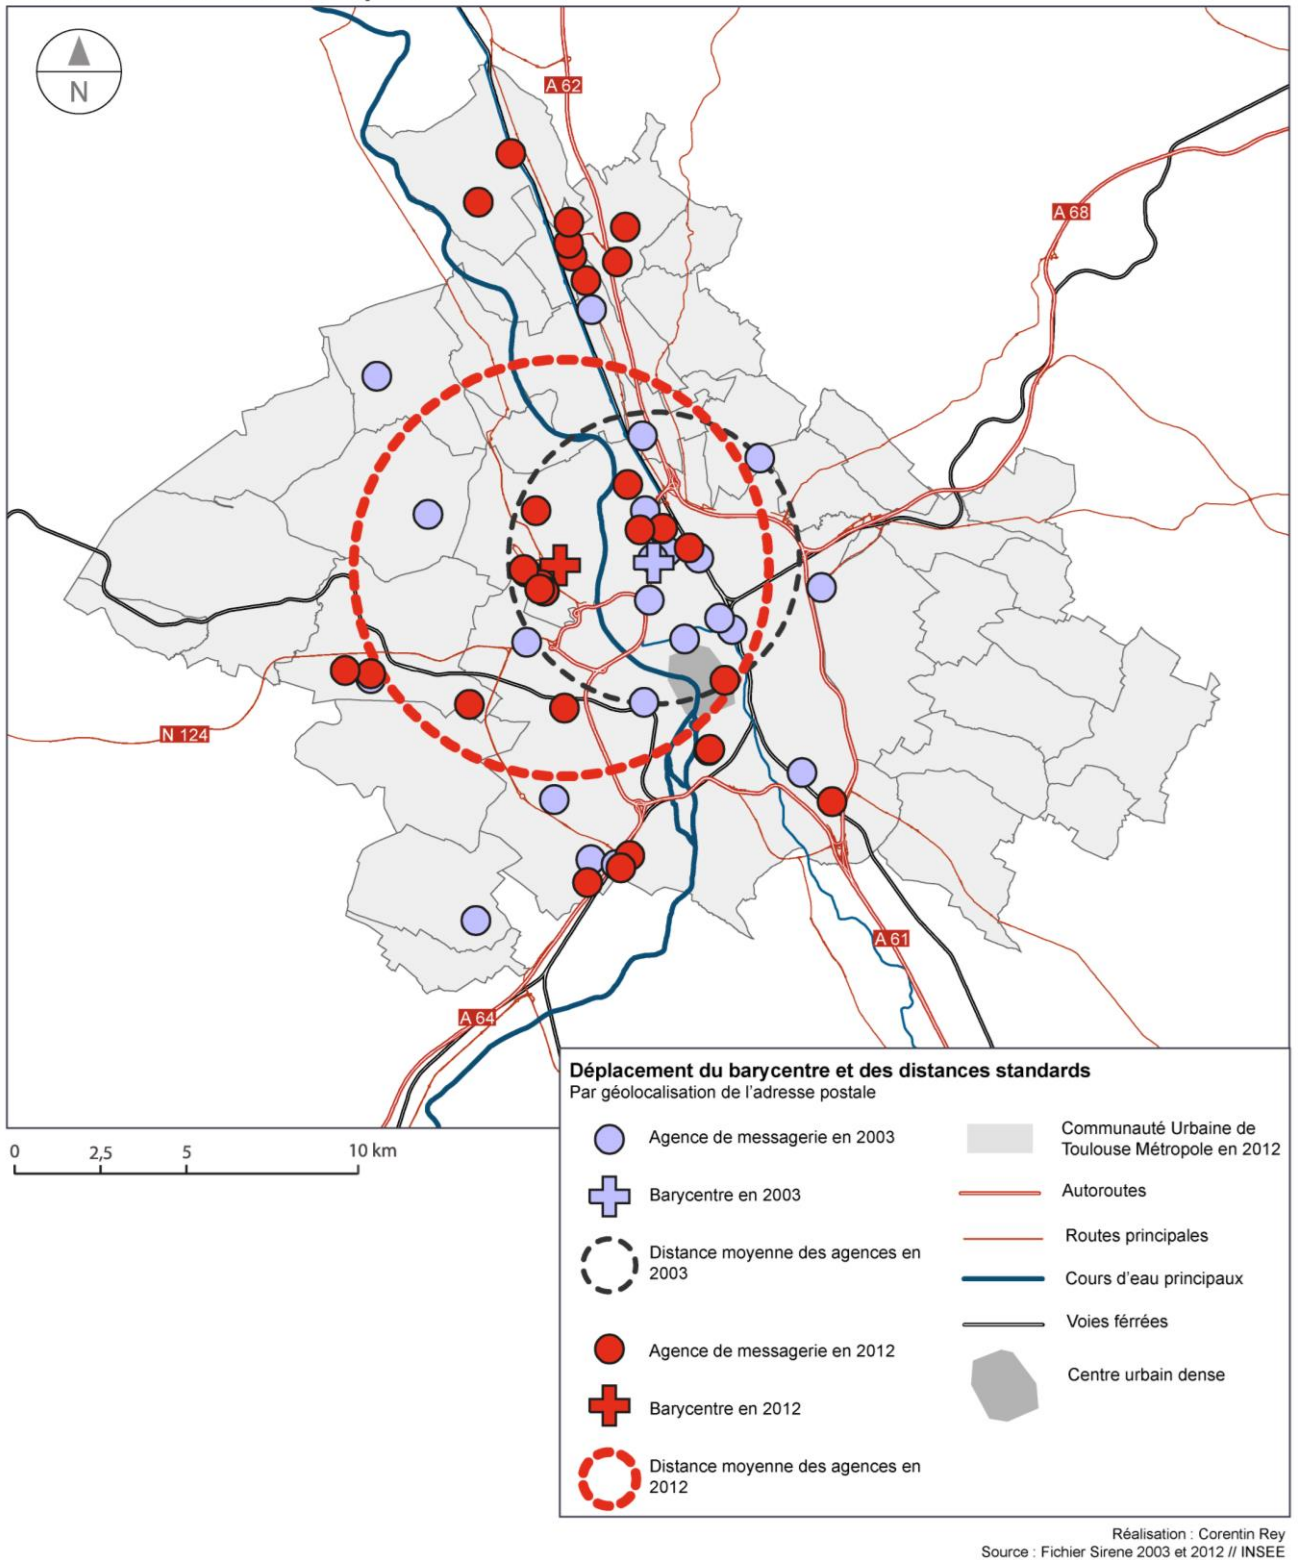 N
A 62
A 68
N 124
A 61
A 64
0 2,5 5 10 km
Déplacement du barycentre et des distances standards
Par géolocalisation de l'adresse postale
Agence de messagerie en 2003
Barycentre en 2003
Distance moyenne des agences en
2003
Agence de messagerie en 2012
Barycentre en 2012
Distance moyenne des agences en
2012
Communauté Urbaine de
Toulouse Métropole en 2012
Autoroutes
Routes principales
Cours d'eau principaux
Voies férrées
Centre urbain dense
Réalisation : Corentin Rey
Source : Fichier Sirene 2003 et 2012 // INSEE